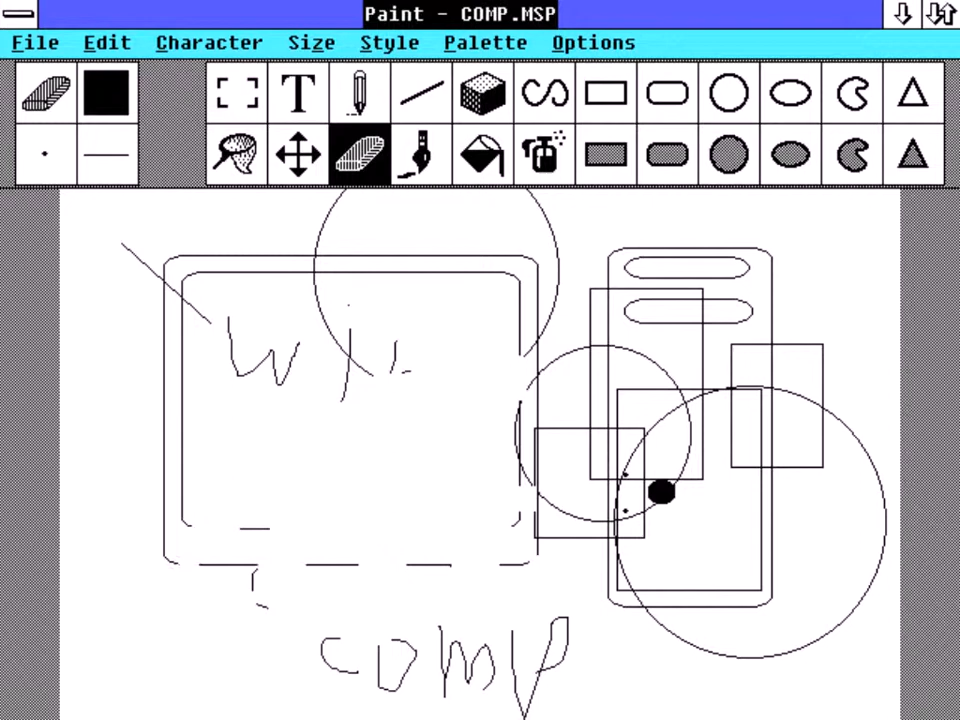 Paint - COMP.MSP
File Edit Character Size Style Palette Options
T
comp